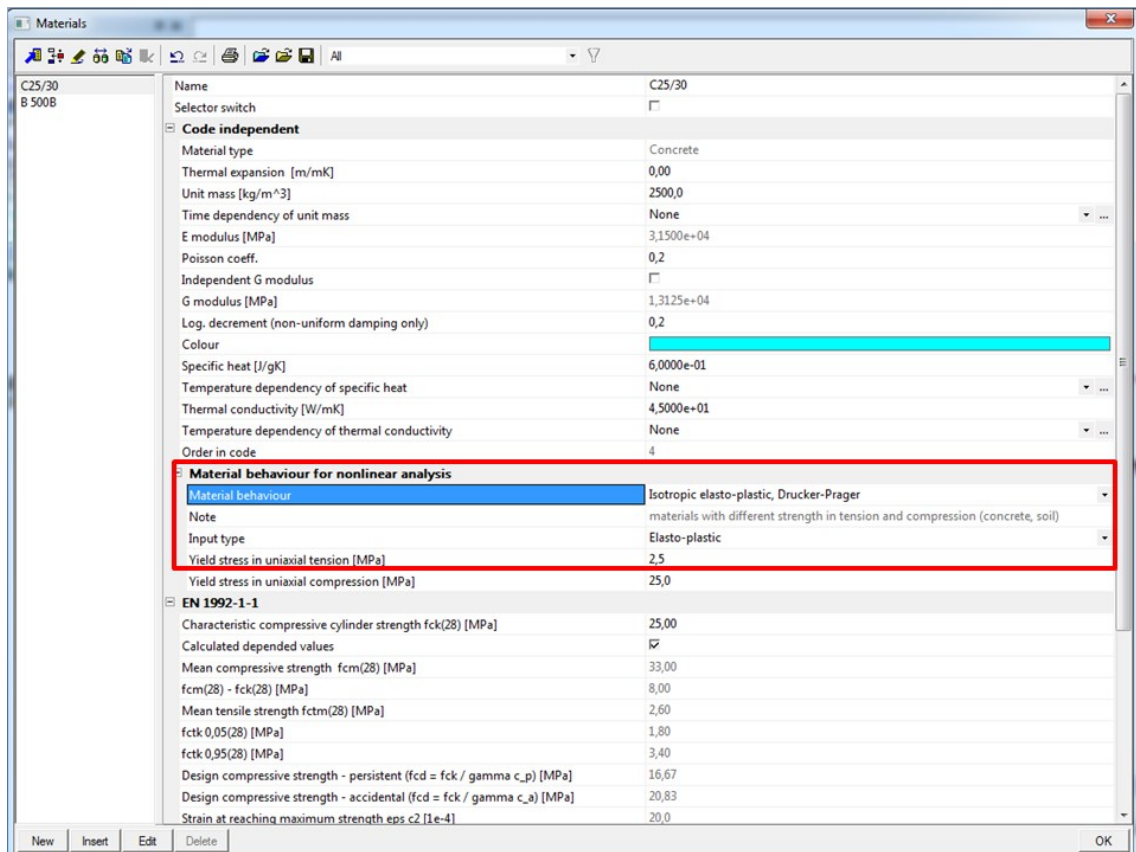 Materials
All
C25/30
B 500B
Name C25/30
Selector switch
Code independent
Material type Concrete
Thermal expansion [m/mK] 0,00
Unit mass [kg/m^3] 2500,0
Time dependency of unit mass None ...
E modulus [MPa] 3,1500e+04
Poisson coeff. 0,2
Independent G modulus
G modulus [MPa] 1,3125e+04
Log. decrement (non-uniform damping only) 0,2
Colour
Specific heat [J/gK] 6,0000e-01
Temperature dependency of specific heat None ...
Thermal conductivity [W/mK] 4,5000e+01
Temperature dependency of thermal conductivity None ...
Order in code 4
Material behaviour for nonlinear analysis
Material behaviour Isotropic elasto-plastic, Drucker-Prager
Note materials with different strength in tension and compression (concrete, soil)
Input type Elasto-plastic
Yield stress in uniaxial tension [MPa] 2,5
Yield stress in uniaxial compression [MPa] 25,0
EN 1992-1-1
Characteristic compressive cylinder strength fck(28) [MPa] 25,00
Calculated depended values
Mean compressive strength fcm(28) [MPa] 33,00
fcm(28) - fck(28) [MPa] 8,00
Mean tensile strength fctm(28) [MPa] 2,60
fctk 0,05(28) [MPa] 1,80
fctk 0,95(28) [MPa] 3,40
Design compressive strength - persistent (fcd = fck / gamma c_p) [MPa] 16,67
Design compressive strength - accidental (fcd = fck / gamma c_a) [MPa] 20,83
Strain at reaching maximum strength eps c2 [1e-4] 20,0
New Insert Edit Delete OK